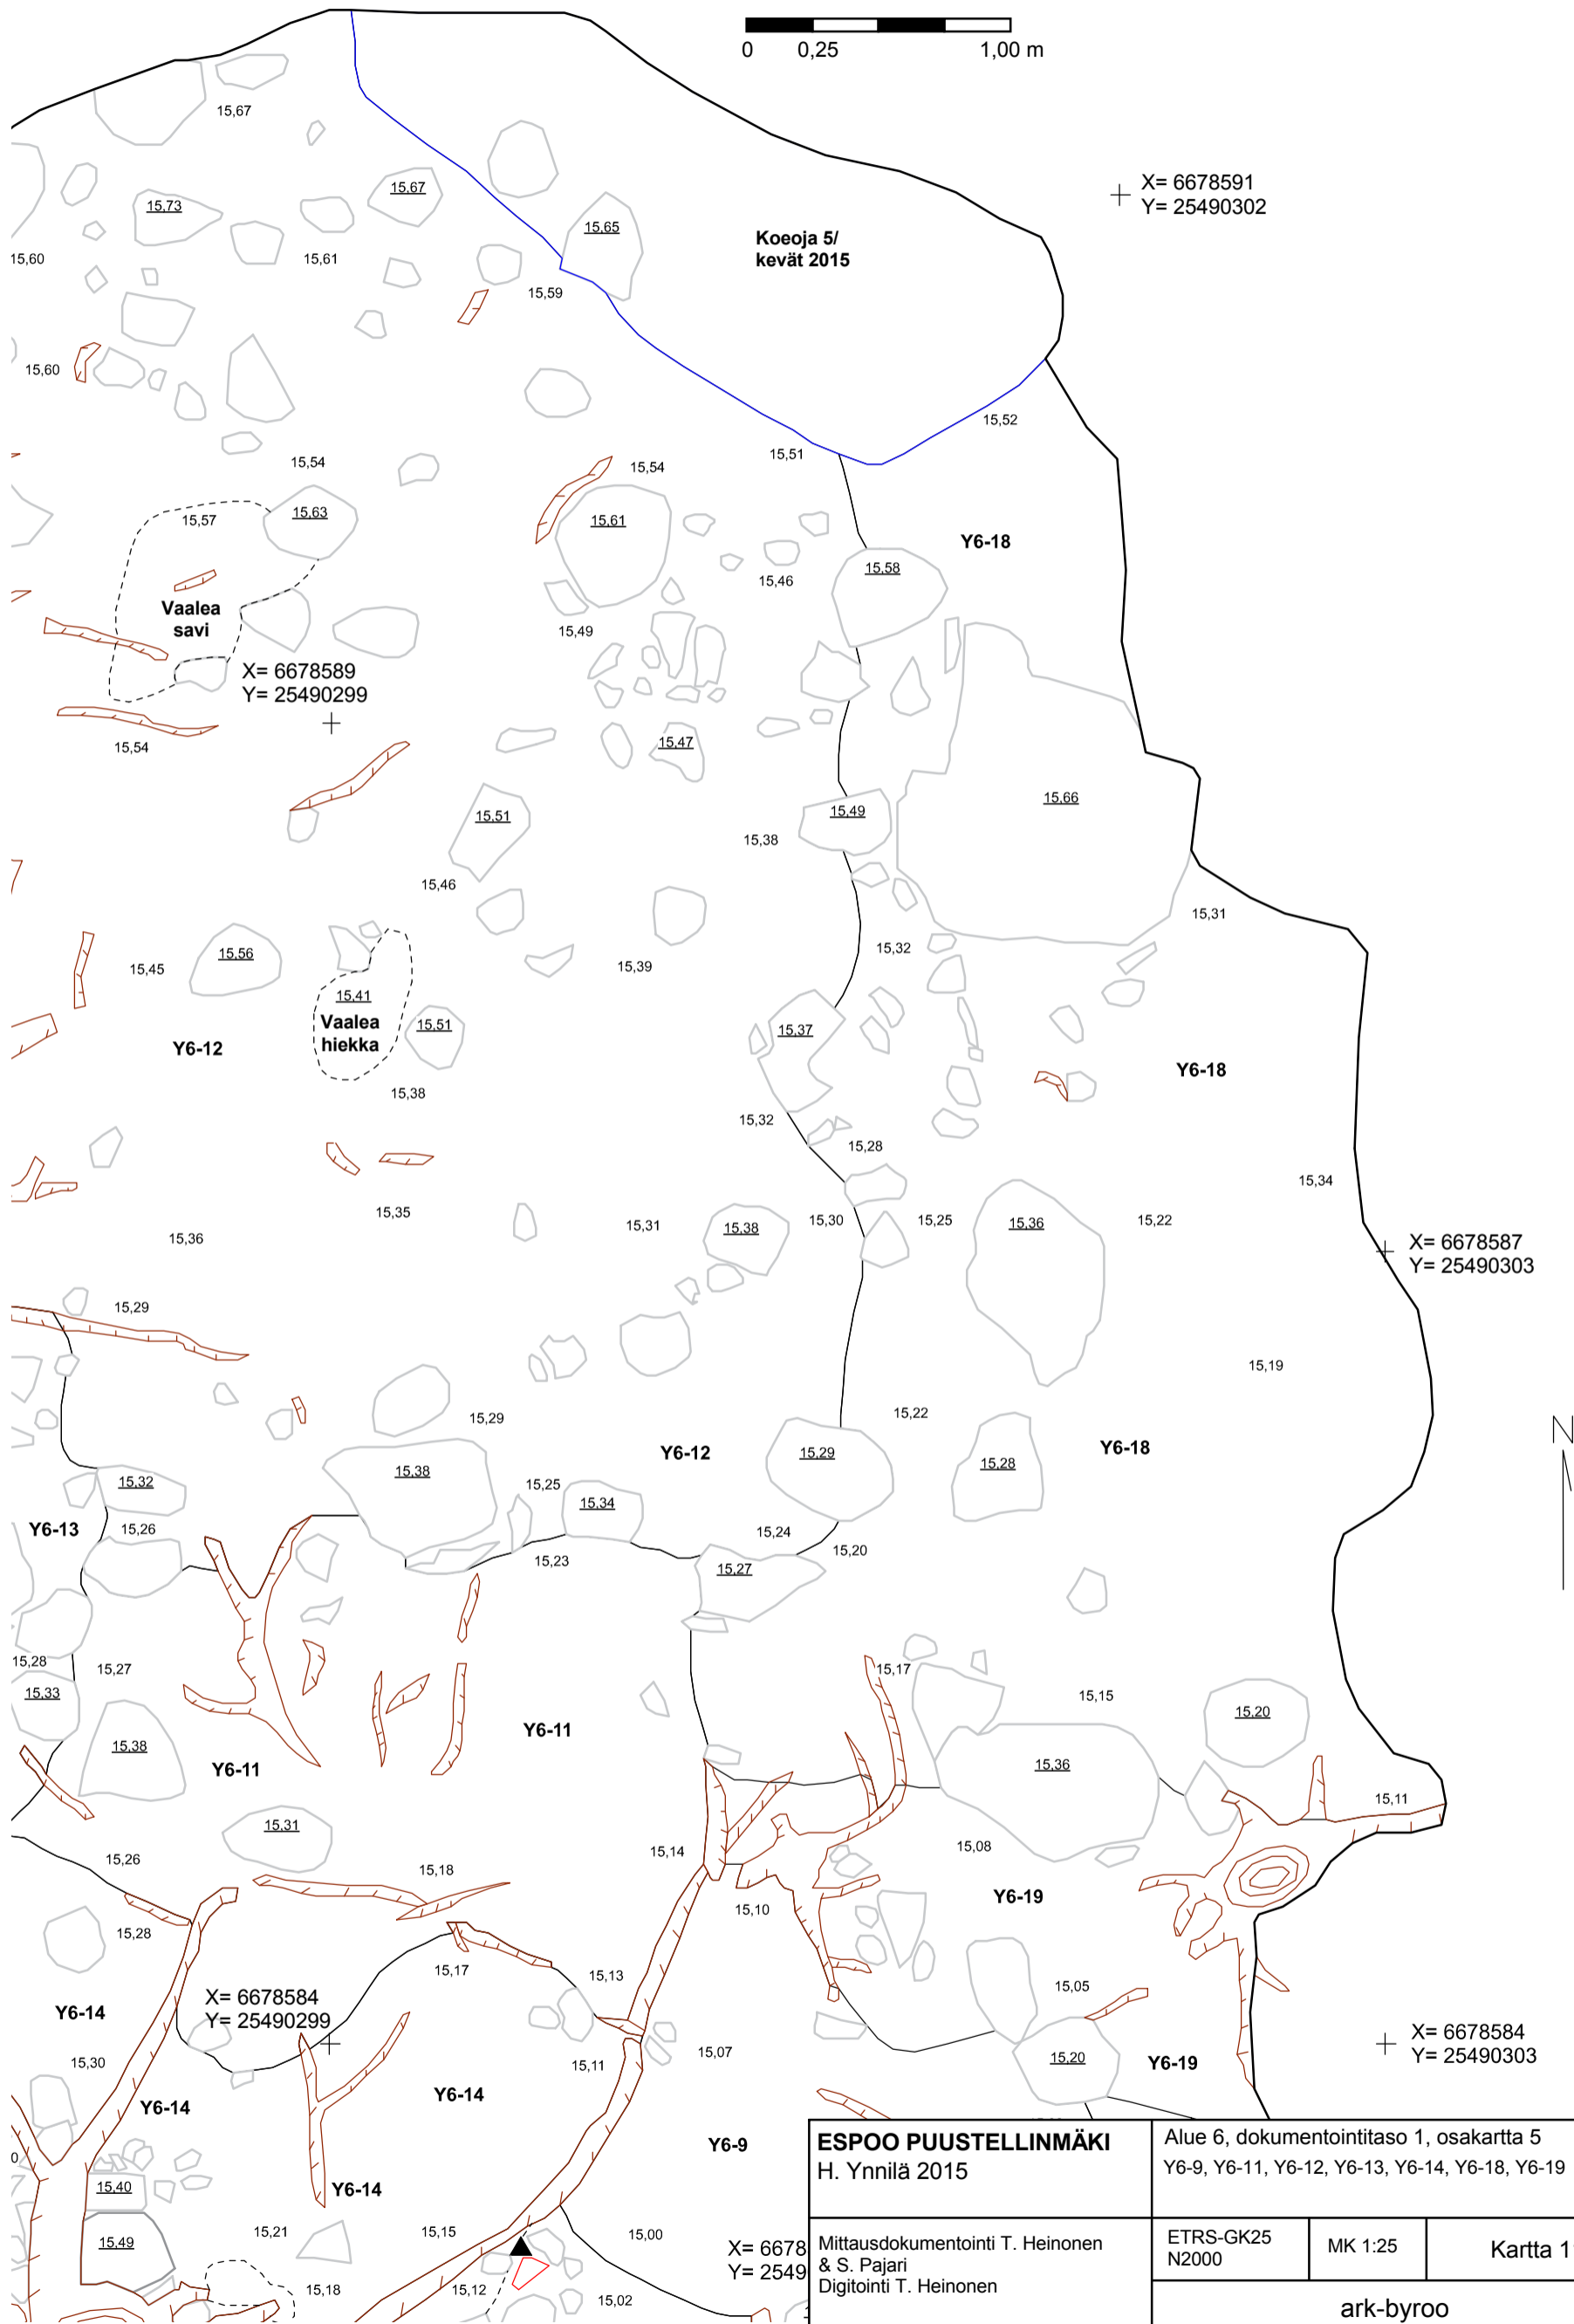 0 0,25 1,00 m
15,67
X= 6678591
Y= 25490302
15,67
15,73
15,65
Koeoja 5/
kevät 2015
15,60
15,61
15,59
15,60
15,52
15,51
15,54
15,54
15,57
15,63
15,61
Y6-18
15,58
15,46
Vaalea
savi
15,49
X= 6678589
Y= 25490299
15,54
15,47
15,66
15,49
15,51
15,38
15,46
15,31
15,32
15,56
15,45
15,39
15,41
Vaalea
hiekka
15,51
15,37
Y6-12
Y6-18
15,38
15,32
15,28
15,34
15,35
15,36
15,31
15,38
15,30
15,25
15,36
15,22
X= 6678587
Y= 25490303
15,29
15,19
15,22
15,29
N
Y6-12
15,29
Y6-18
15,28
15,38
15,32
15,25
15,34
Y6-13
15,26
15,24
15,20
15,23
15,27
15,28
15,27
15,17
15,33
15,15
15,20
Y6-11
15,38
Y6-11
15,36
15,11
15,31
15,14
15,08
15,26
15,18
Y6-19
15,10
15,28
15,17
15,13
15,05
X= 6678584
Y= 25490299
Y6-14
X= 6678584
Y= 25490303
15,30
15,11
15,07
15,20
Y6-19
Y6-14
Y6-14
Y6-9
0
15,40
Y6-14
15,49
15,21
15,15
15,00
X= 6678
Y= 2549
15,18
15,12
15,02
ESPOO PUUSTELLINMÄKI
H. Ynnilä 2015
Alue 6, dokumentointitaso 1, osakartta 5
Y6-9, Y6-11, Y6-12, Y6-13, Y6-14, Y6-18, Y6-19
Mittausdokumentointi T. Heinonen
& S. Pajari
Digitointi T. Heinonen
ETRS-GK25
N2000
MK 1:25
Kartta
ark-byroo